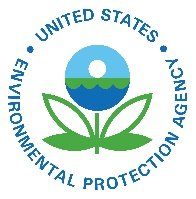 UNITED STATES
ENVIRONMENTAL PROTECTION AGENCY